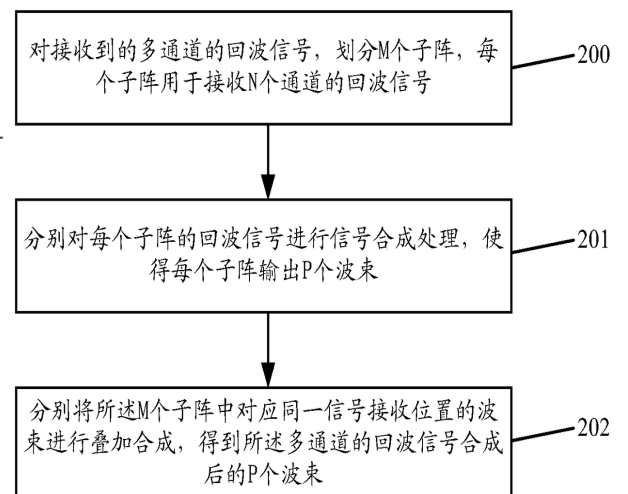 对接收到的多通道的回波信号，划分M个子阵，每
个子阵用于接收N个通道的回波信号
200
分别对每个子阵的回波信号进行信号合成处理，使
得每个子阵输出P个波束
201
分别将所述M个子阵中对应同一信号接收位置的波
束进行叠加合成，得到所述多通道的回波信号合成
后的P个波束
202